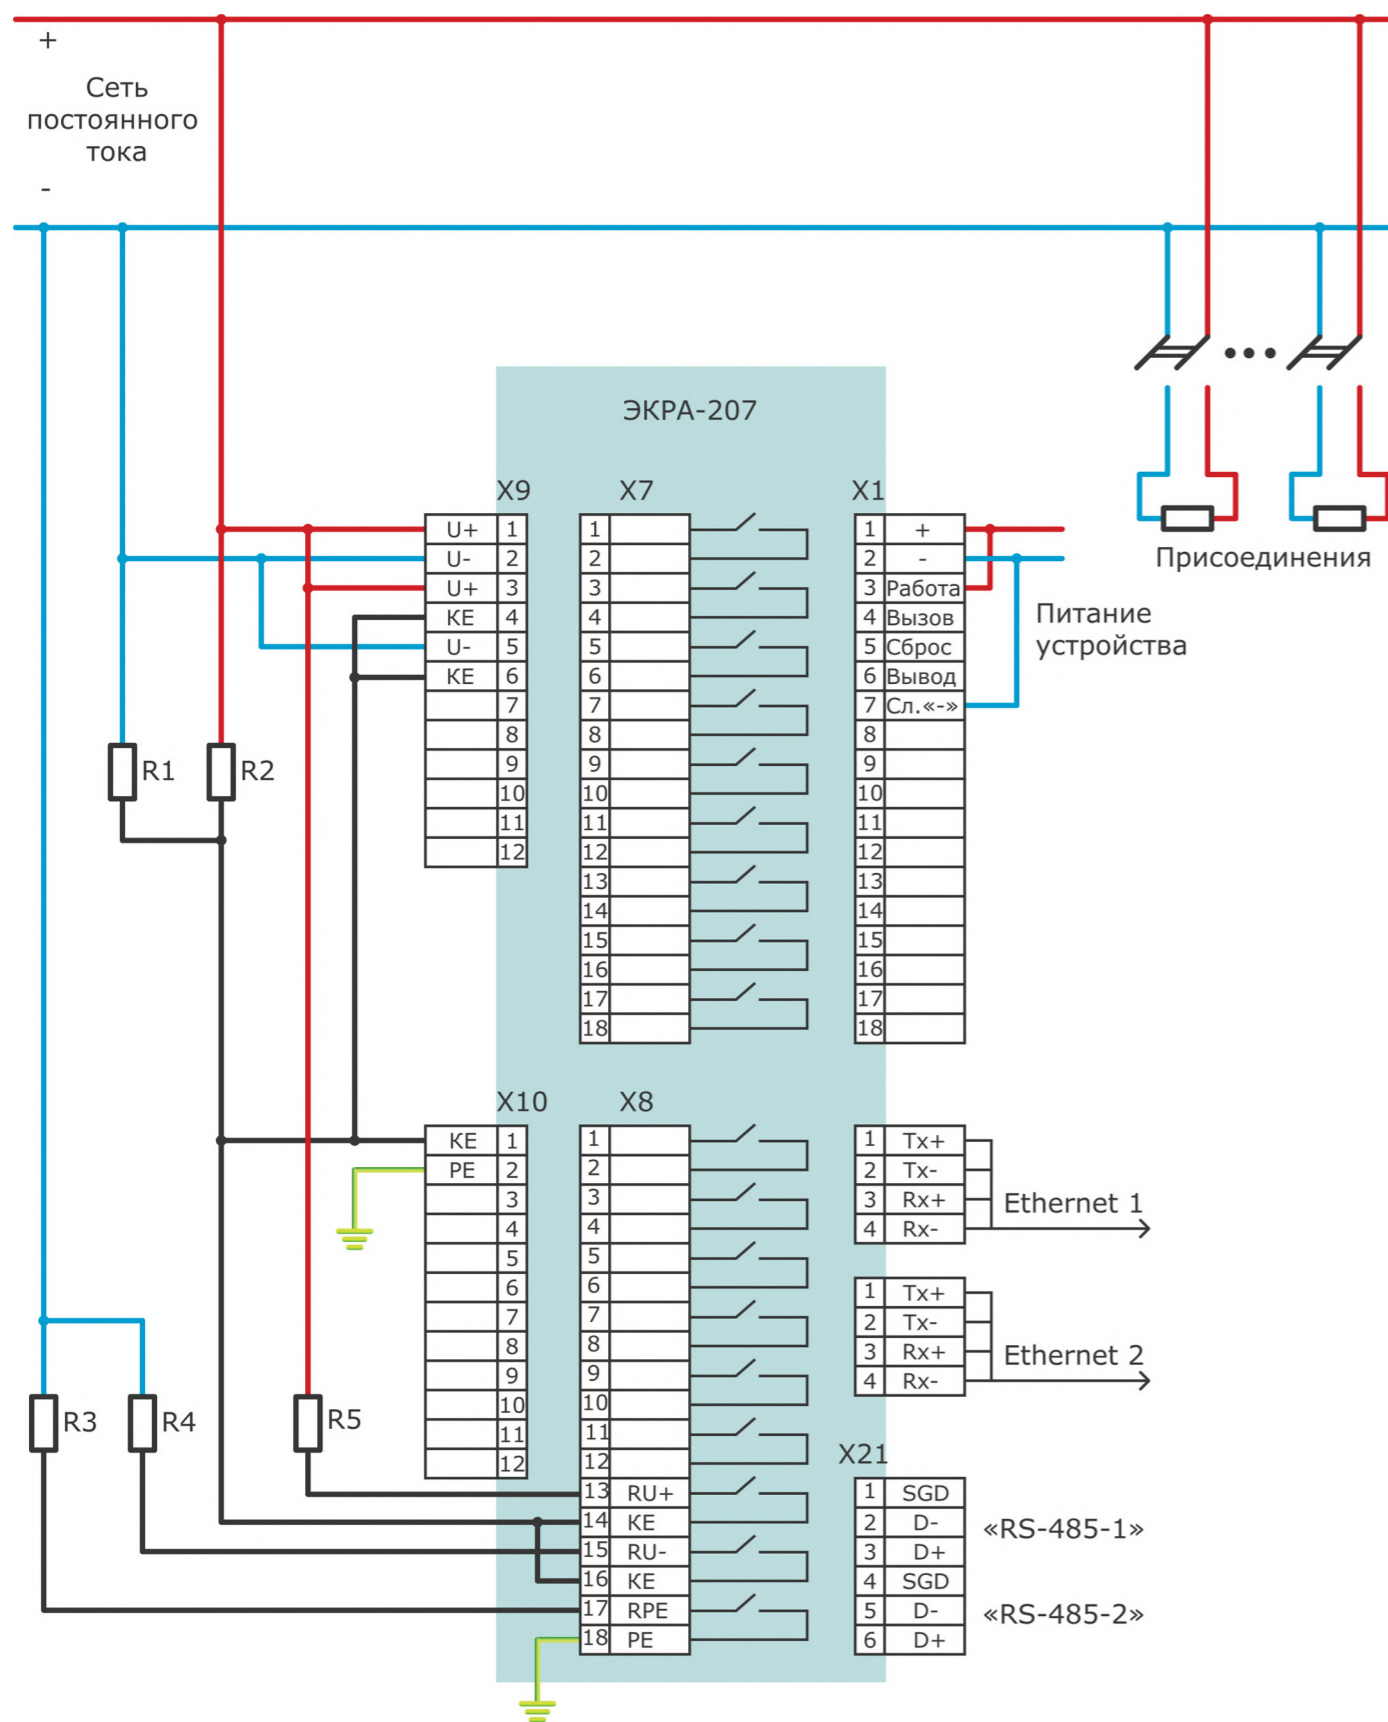 +
Сеть
постоянного
тока
-
ЭКРА-207
X9
U+ 1
U- 2
U+ 3
KE 4
U- 5
KE 6
7
8
9
10
11
12
X7
1
2
3
4
5
6
7
8
9
10
11
12
13
14
15
16
17
18
X1
1 +
2 -
3 Работа
4 Вызов
5 Сброс
6 Вывод
7 Сл.«-»
8
9
10
11
12
13
14
15
16
17
18
Присоединения
Питание
устройства
R1
R2
X10
KE 1
PE 2
3
4
5
6
7
8
9
10
11
12
X8
1
2
3
4
5
6
7
8
9
10
11
12
13 RU+
14 KE
15 RU-
16 KE
17 RPE
18 PE
1 Tx+
2 Tx-
3 Rx+
4 Rx-
Ethernet 1
1 Tx+
2 Tx-
3 Rx+
4 Rx-
Ethernet 2
R3
R4
R5
X21
1 SGD
2 D-
3 D+
4 SGD
5 D-
6 D+
«RS-485-1»
«RS-485-2»